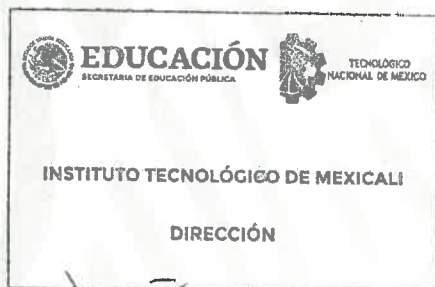 EDUCACIÓN
SECRETARÍA DE EDUCACIÓN PÚBLICA
TECNOLÓGICO
NACIONAL DE MÉXICO
INSTITUTO TECNOLÓGICO DE MEXICALI
DIRECCIÓN